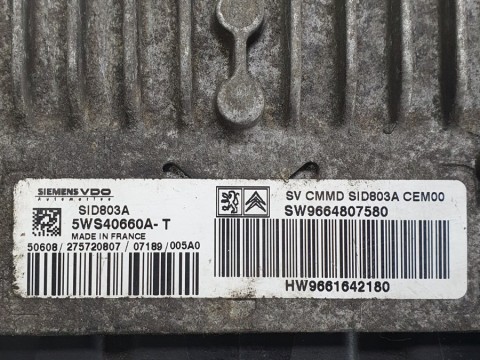 SIEMENS VDO
Automotive
SID803A
5WS40660A-T
MADE IN FRANCE
50608/275720807/07189/005A0
SV CMMD SID803A CEM00
SW9664807580
HW9661642180